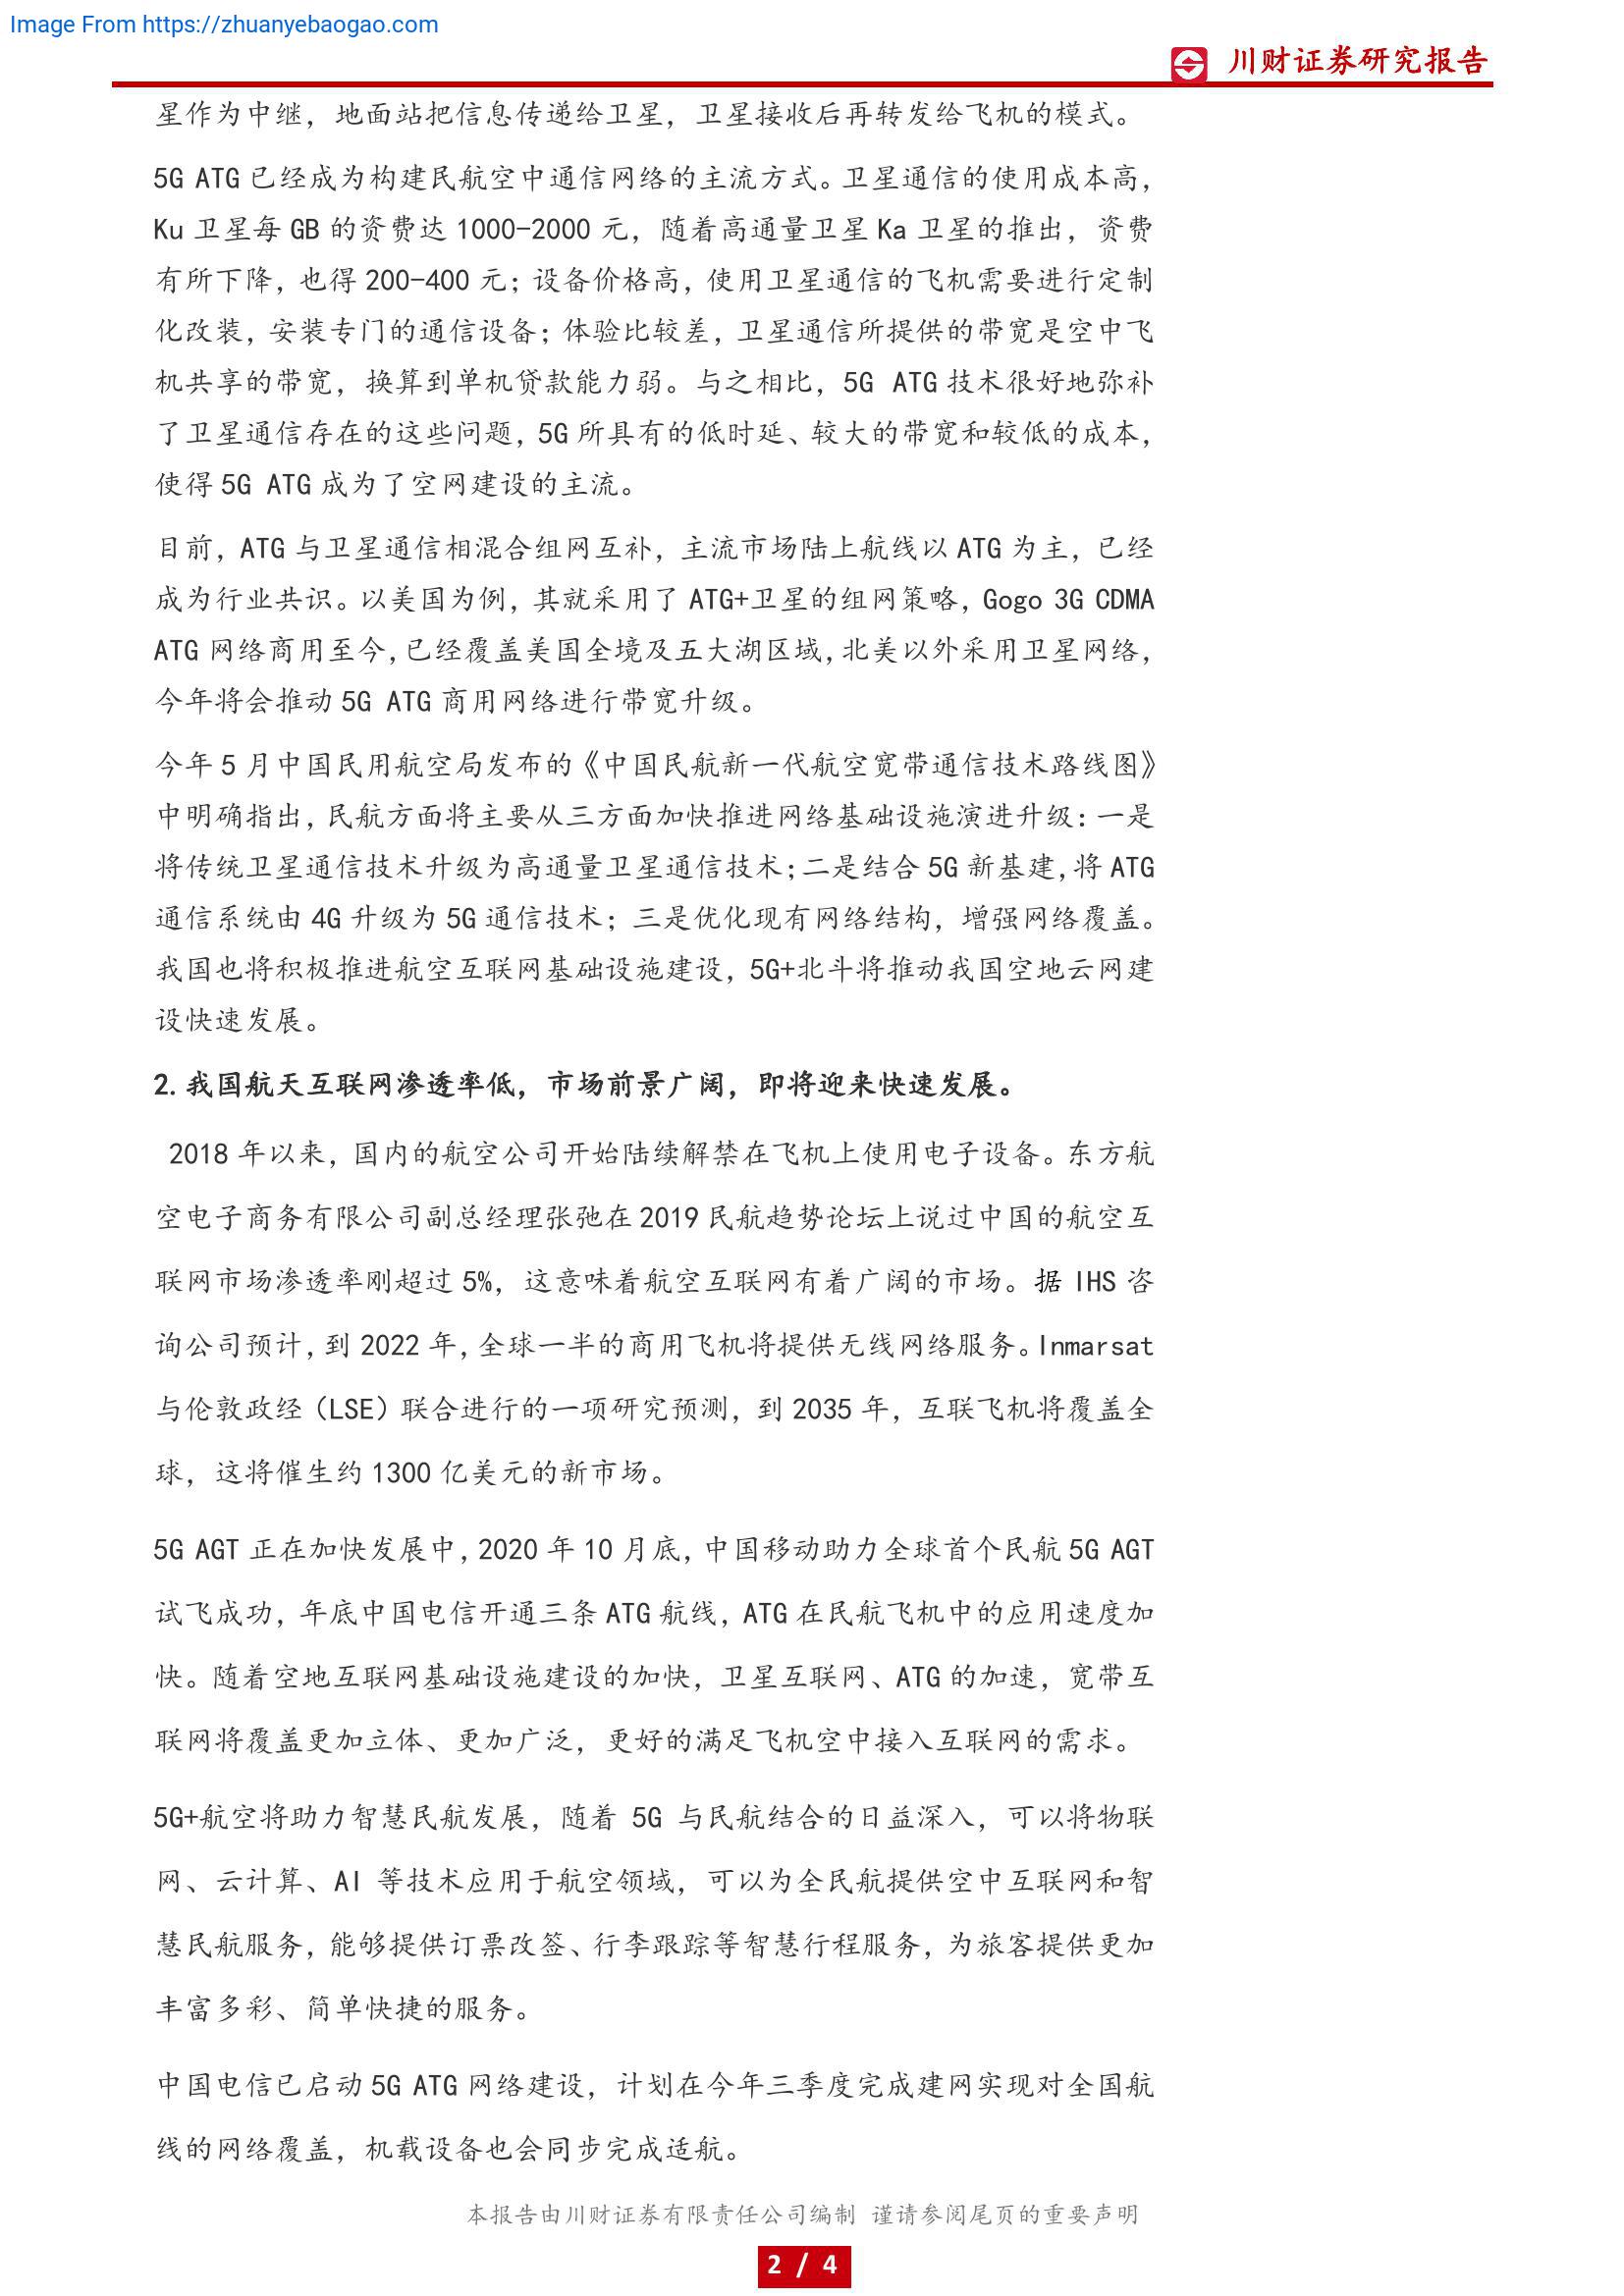 Image From https://zhuanyebaogao.com
川财证券研究报告
星作为中继，地面站把信息传递给卫星，卫星接收后再转发给飞机的模式。
5G ATG 已经成为构建民航空中通信网络的主流方式。卫星通信的使用成本高，
Ku 卫星每 GB 的资费达 1000-2000 元，随着高通量卫星 Ka 卫星的推出，资费
有所下降，也得 200-400 元；设备价格高，使用卫星通信的飞机需要进行定制
化改装，安装专门的通信设备；体验比较差，卫星通信所提供的带宽是空中飞
机共享的带宽，换算到单机贷款能力弱。与之相比，5G ATG 技术很好地弥补
了卫星通信存在的这些问题，5G 所具有的低时延、较大的带宽和较低的成本，
使得 5G ATG 成为了空网建设的主流。
目前，ATG 与卫星通信相混合组网互补，主流市场陆上航线以 ATG 为主，已经
成为行业共识。以美国为例，其就采用了 ATG+卫星的组网策略，Gogo 3G CDMA
ATG 网络商用至今，已经覆盖美国全境及五大湖区域，北美以外采用卫星网络，
今年将会推动 5G ATG 商用网络进行带宽升级。
今年 5 月中国民用航空局发布的《中国民航新一代航空宽带通信技术路线图》
中明确指出，民航方面将主要从三方面加快推进网络基础设施演进升级：一是
将传统卫星通信技术升级为高通量卫星通信技术；二是结合 5G 新基建，将 ATG
通信系统由 4G 升级为 5G 通信技术；三是优化现有网络结构，增强网络覆盖。
我国也将积极推进航空互联网基础设施建设，5G+北斗将推动我国空地云网建
设快速发展。
2.我国航天互联网渗透率低，市场前景广阔，即将迎来快速发展。
2018 年以来，国内的航空公司开始陆续解禁在飞机上使用电子设备。东方航
空电子商务有限公司副总经理张弛在 2019 民航趋势论坛上说过中国的航空互
联网市场渗透率刚超过 5%，这意味着航空互联网有着广阔的市场。据 IHS 咨
询公司预计，到 2022 年，全球一半的商用飞机将提供无线网络服务。Inmarsat
与伦敦政经（LSE）联合进行的一项研究预测，到 2035 年，互联飞机将覆盖全
球，这将催生约 1300 亿美元的新市场。
5G AGT 正在加快发展中，2020 年 10 月底，中国移动助力全球首个民航 5G AGT
试飞成功，年底中国电信开通三条 ATG 航线，ATG 在民航飞机中的应用速度加
快。随着空地互联网基础设施建设的加快，卫星互联网、ATG 的加速，宽带互
联网将覆盖更加立体、更加广泛，更好的满足飞机空中接入互联网的需求。
5G+航空将助力智慧民航发展，随着 5G 与民航结合的日益深入，可以将物联
网、云计算、AI 等技术应用于航空领域，可以为全民航提供空中互联网和智
慧民航服务，能够提供订票改签、行李跟踪等智慧行程服务，为旅客提供更加
丰富多彩、简单快捷的服务。
中国电信已启动 5G ATG 网络建设，计划在今年三季度完成建网实现对全国航
线的网络覆盖，机载设备也会同步完成适航。
本报告由川财证券有限责任公司编制 谨请参阅尾页的重要声明
2 / 4